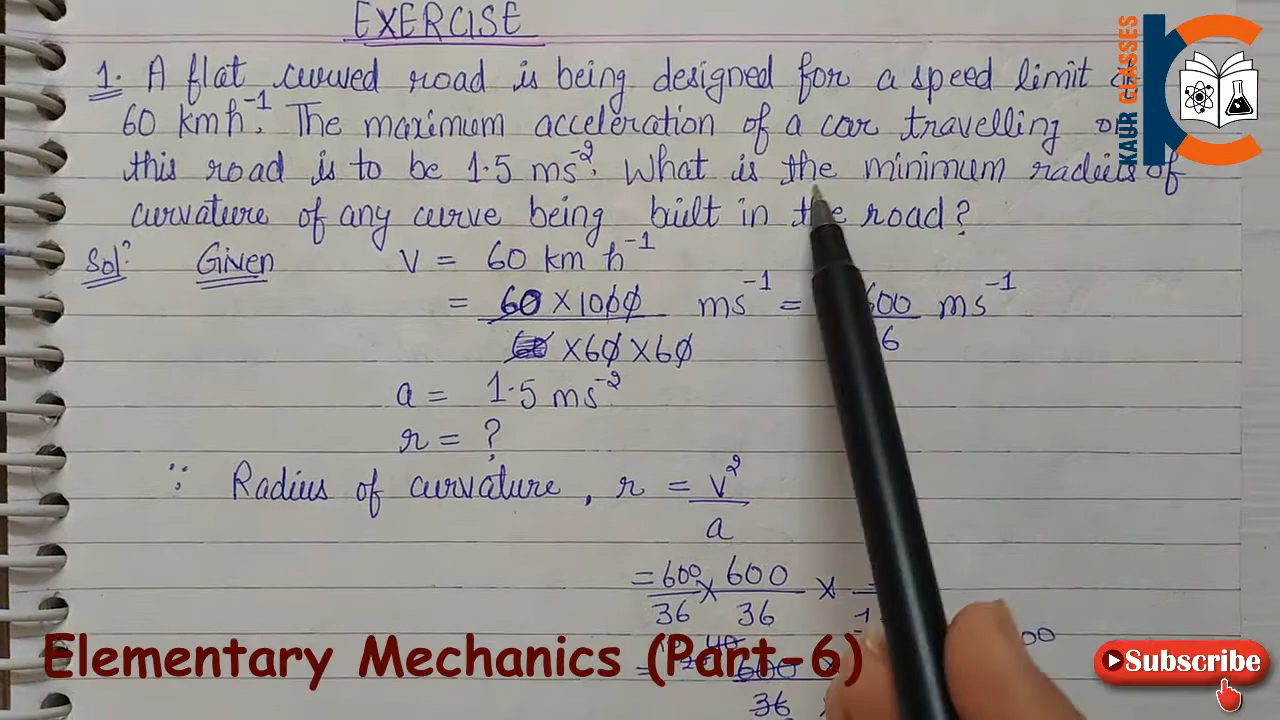 EXERCISE
1. A flat curved road is being designed for a speed limit
60 kmh⁻¹. The maximum acceleration of a car travelling
this road is to be 1.5 ms⁻². What is the minimum radius of
curvature of any curve being built in the road?
Sol: Given V = 60 km h⁻¹
= 60 × 1000 ms⁻¹ = 600 ms⁻¹
60 × 60 × 60 6
a = 1.5 ms⁻²
r = ?
∵ Radius of curvature, r = v²
a
= 600 × 600 ×
36 36 1
= 600
36
KAUR CLASSES
KC
Elementary Mechanics (Part-6)
Subscribe